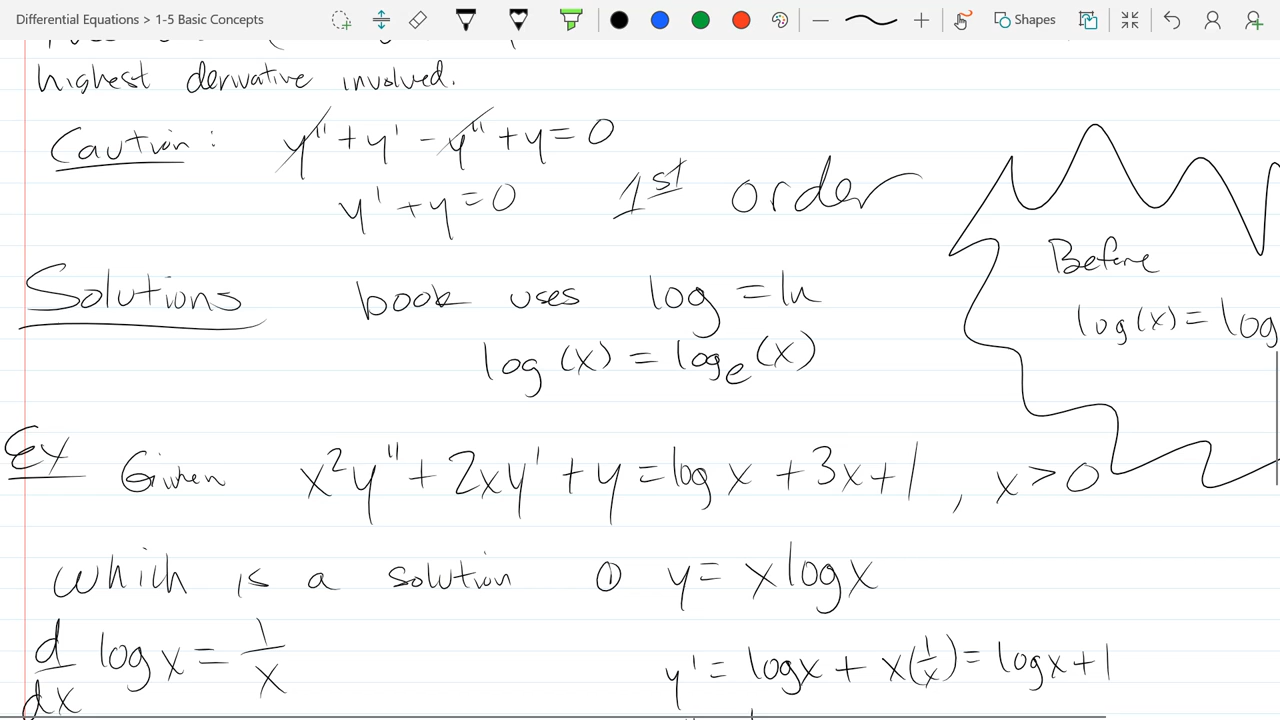 Differential Equations > 1-5 Basic Concepts
Shapes
highest derivative involved.
Caution: y'' + y' - y'' + y = 0
y' + y = 0 1st order
Solutions book uses log = ln
log(x) = logₑ(x)
Before
log(x) = log
Ex Given x²y'' + 2xy' + y = log x + 3x + 1, x > 0
which is a solution ① y = x log x
d/dx log x = 1/x
y' = log x + x(1/x) = log x + 1